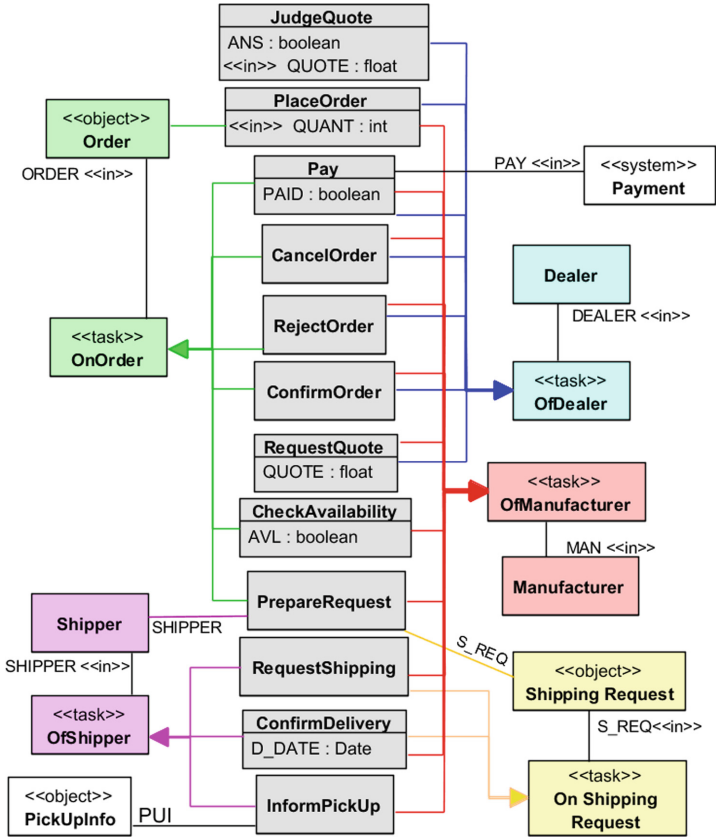 JudgeQuote
ANS : boolean
<<in>> QUOTE : float
PlaceOrder
<<in>> QUANT : int
<<object>>
Order
ORDER <<in>>
Pay
PAID : boolean
PAY <<in>>
<<system>>
Payment
CancelOrder
Dealer
DEALER <<in>>
RejectOrder
<<task>>
OnOrder
ConfirmOrder
<<task>>
OfDealer
RequestQuote
QUOTE : float
<<task>>
OfManufacturer
CheckAvailability
AVL : boolean
MAN <<in>>
Manufacturer
PrepareRequest
Shipper
SHIPPER
S_REQ
SHIPPER <<in>>
RequestShipping
<<object>>
Shipping Request
S_REQ<<in>>
<<task>>
OfShipper
ConfirmDelivery
D_DATE : Date
<<task>>
On Shipping
Request
<<object>>
PickUpInfo
PUI
InformPickUp